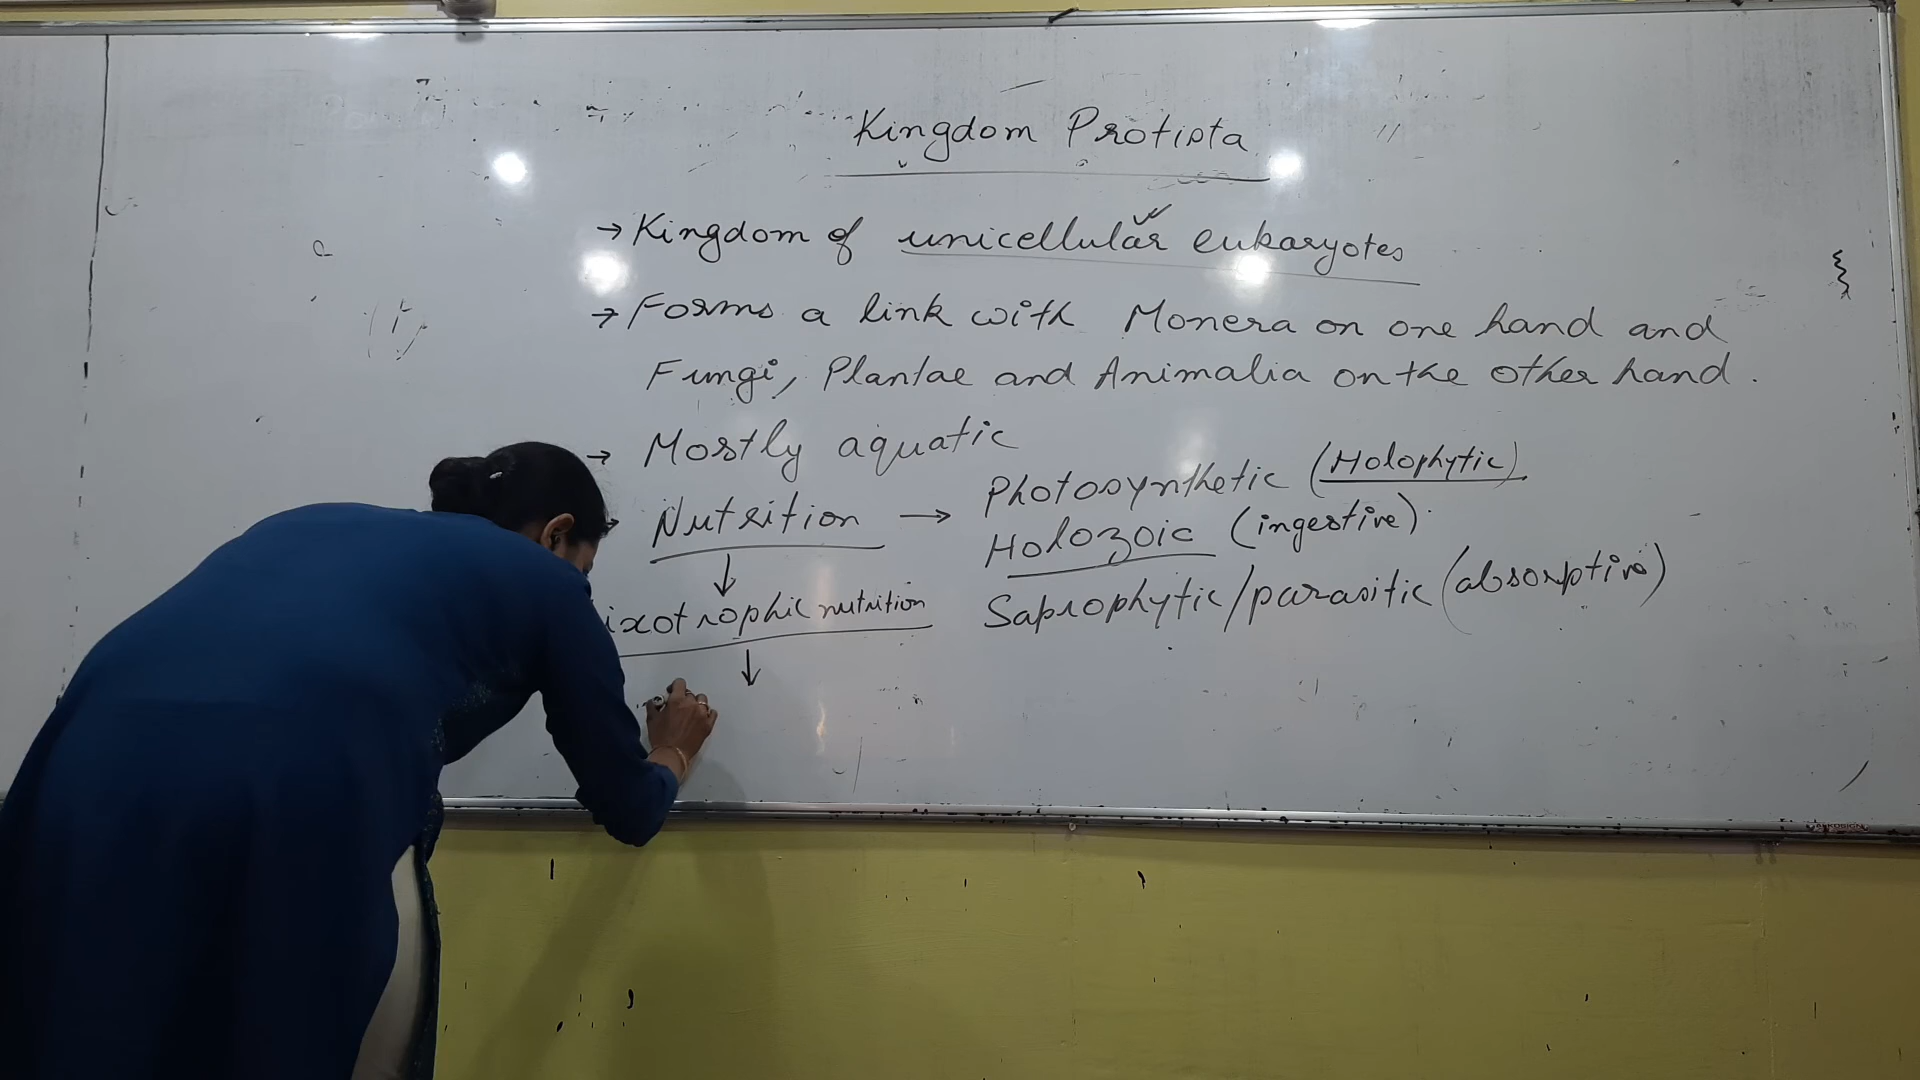 Kingdom Protista
→ Kingdom of unicellular eukaryotes
→ Forms a link with Monera on one hand and
Fungi, Plantae and Animalia on the other hand.
→ Mostly aquatic
Nutrition → Photosynthetic (Holophytic)
Holozoic (ingestive)
Saprophytic/parasitic (absorptive)
↓
ixotrophic nutrition
↓